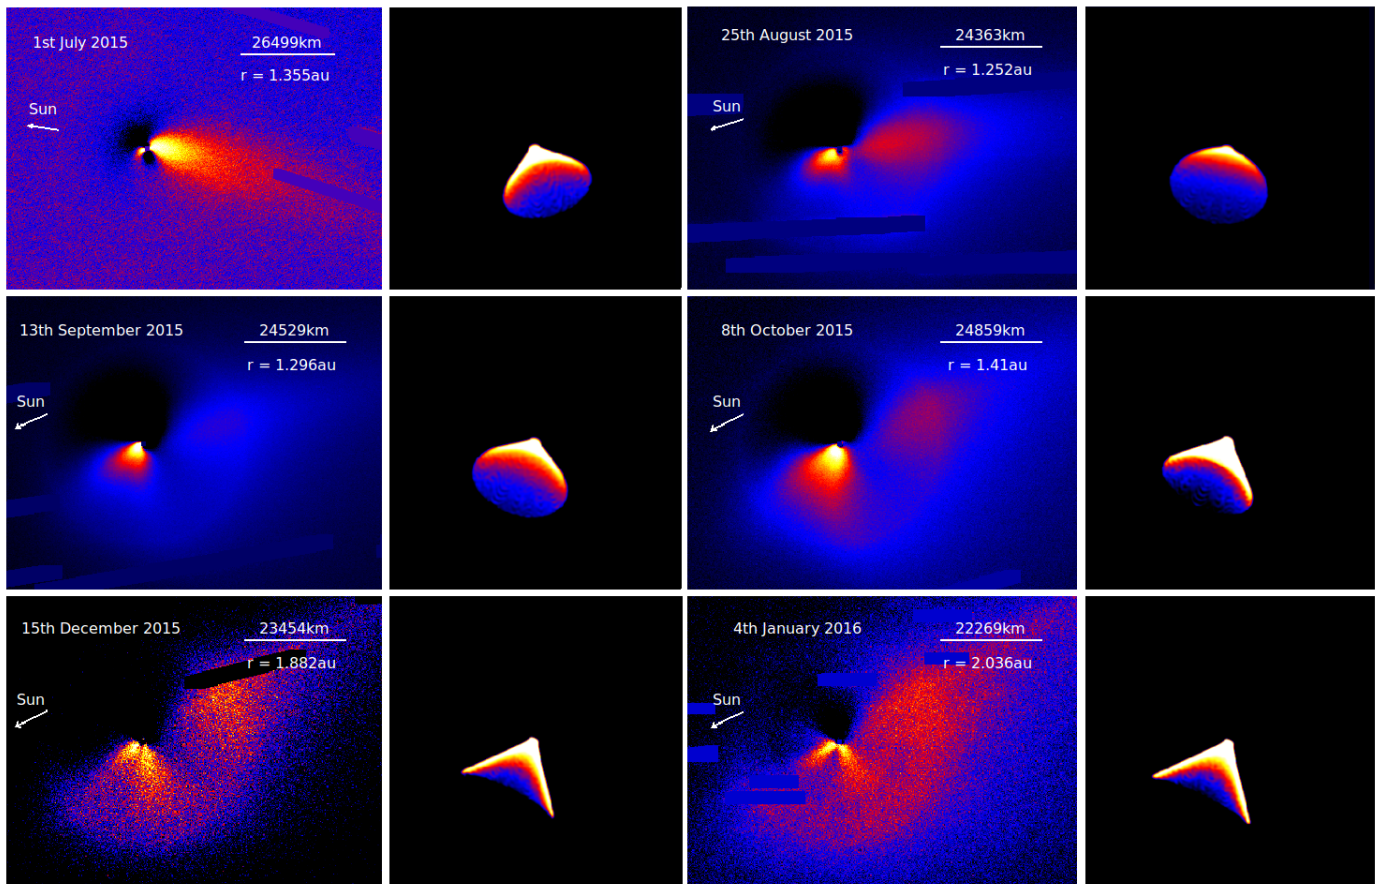 1st July 2015
26499km
r = 1.355au
Sun
25th August 2015
24363km
r = 1.252au
Sun
13th September 2015
24529km
r = 1.296au
Sun
8th October 2015
24859km
r = 1.41au
Sun
15th December 2015
23454km
r = 1.882au
Sun
4th January 2016
22269km
r = 2.036au
Sun